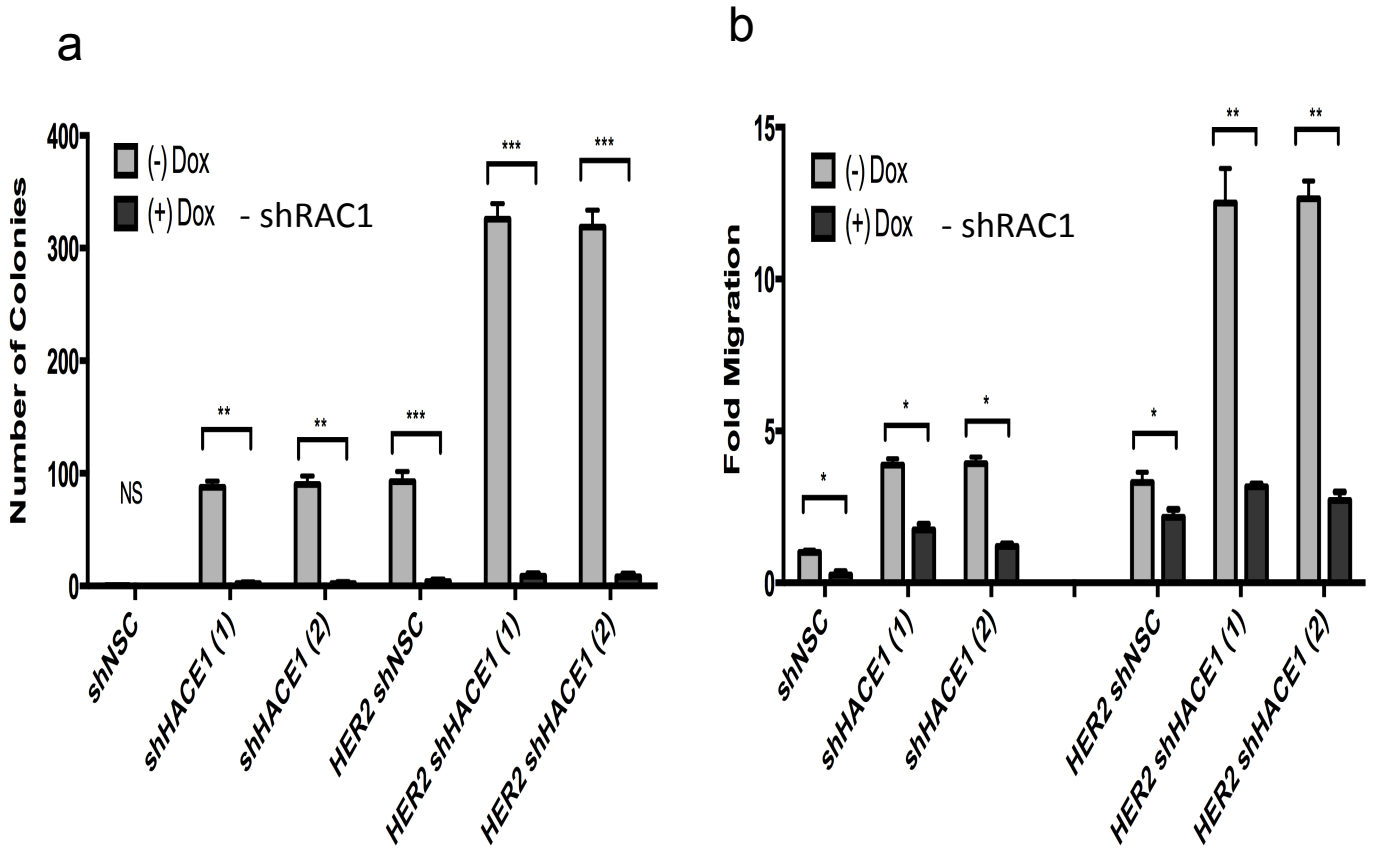 a
400
300
200
100
0
Number of Colonies
(-) Dox
(+) Dox - shRAC1
NS
**
**
***
***
***
shNSC
shHACE1 (1)
shHACE1 (2)
HER2 shNSC
HER2 shHACE1 (1)
HER2 shHACE1 (2)
b
15
10
5
0
Fold Migration
(-) Dox
(+) Dox - shRAC1
*
*
*
*
**
**
shNSC
shHACE1 (1)
shHACE1 (2)
HER2 shNSC
HER2 shHACE1 (1)
HER2 shHACE1 (2)